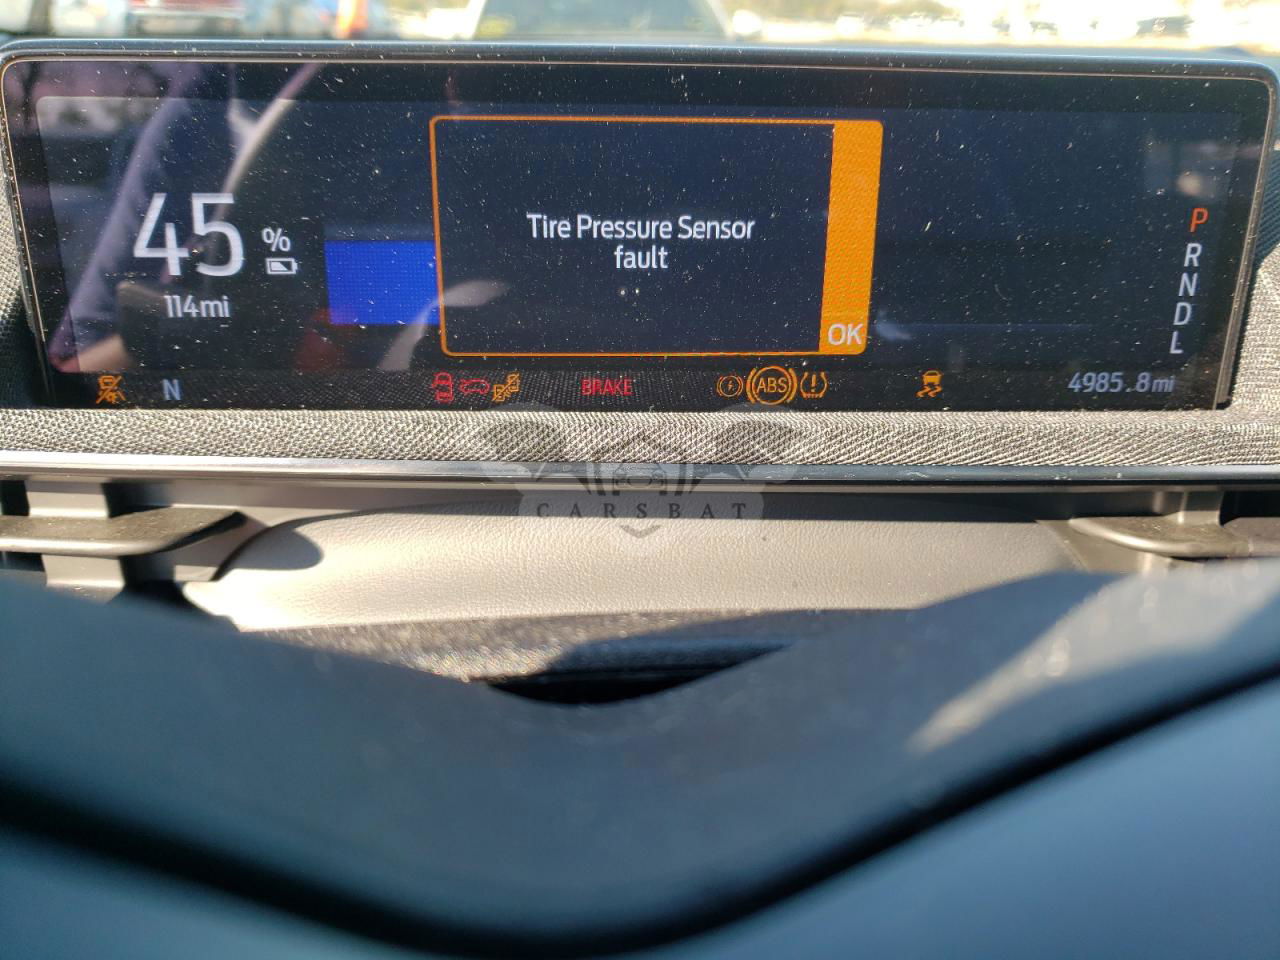 45 %
114mi
Tire Pressure Sensor
fault
OK
P
R
N
D
L
N
BRAKE
ABS
4985.8mi
CARSBAT